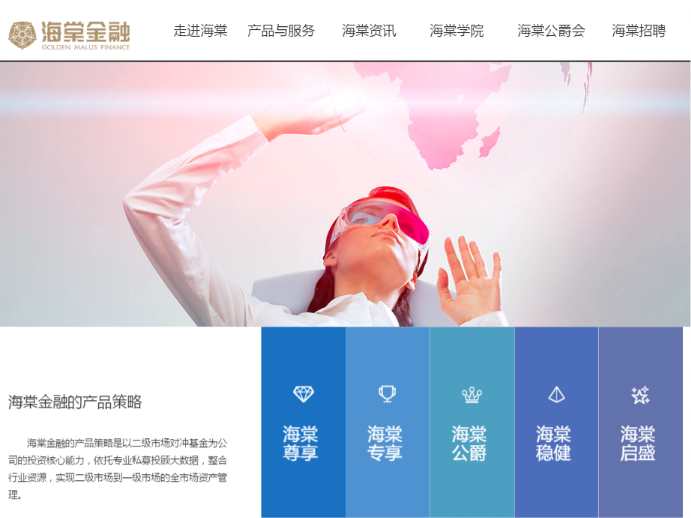 海棠金融
GOLDEN MALUS FINANCE
走进海棠 产品与服务 海棠资讯 海棠学院 海棠公爵会 海棠招聘
海棠金融的产品策略
海棠金融的产品策略是以二级市场对冲基金为公
司的投资核心能力，依托专业私募投顾大数据，整合
行业资源，实现二级市场到一级市场的全市场资产管
理。
海棠
尊享
海棠
专享
海棠
公爵
海棠
稳健
海棠
启盛